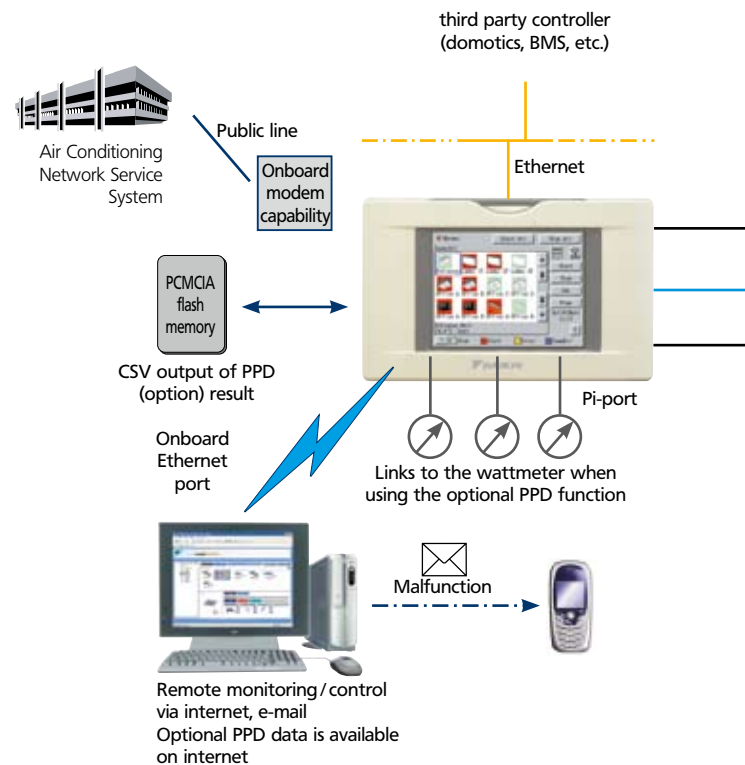 third party controller
(domotics, BMS, etc.)
Public line
Air Conditioning
Network Service
System
Onboard
modem
capability
Ethernet
PCMCIA
flash
memory
CSV output of PPD
(option) result
DAIKIN
Pi-port
Onboard
Ethernet
port
Links to the wattmeter when
using the optional PPD function
Malfunction
Remote monitoring/control
via internet, e-mail
Optional PPD data is available
on internet